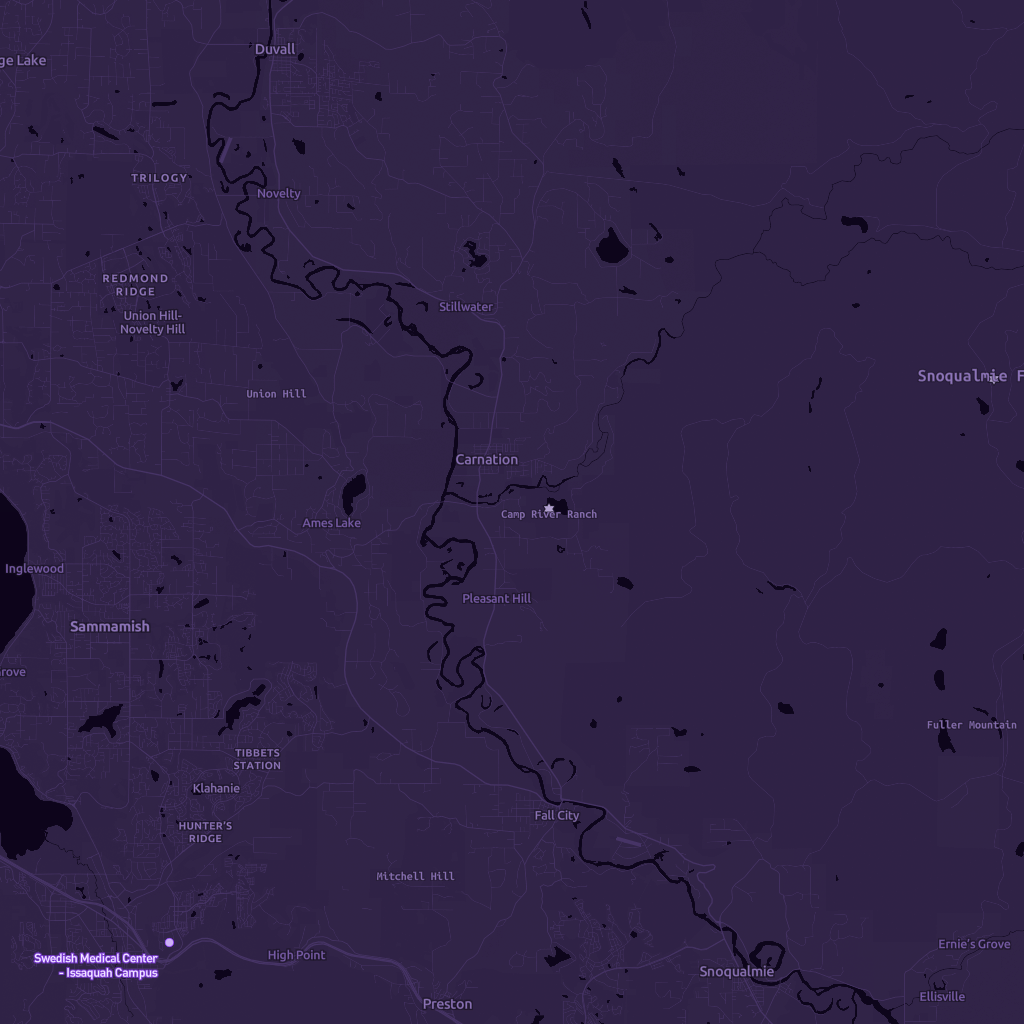 Duvall
ge Lake
TRILOGY
Novelty
REDMOND
RIDGE
Stillwater
Union Hill-
Novelty Hill
Snoqualmie F
Union Hill
Carnation
Camp River Ranch
Ames Lake
Inglewood
Pleasant Hill
Sammamish
rove
Fuller Mountain
TIBBETS
STATION
Klahanie
Fall City
HUNTER'S
RIDGE
Mitchell Hill
Ernie's Grove
High Point
Swedish Medical Center
- Issaquah Campus
Snoqualmie
Ellisville
Preston